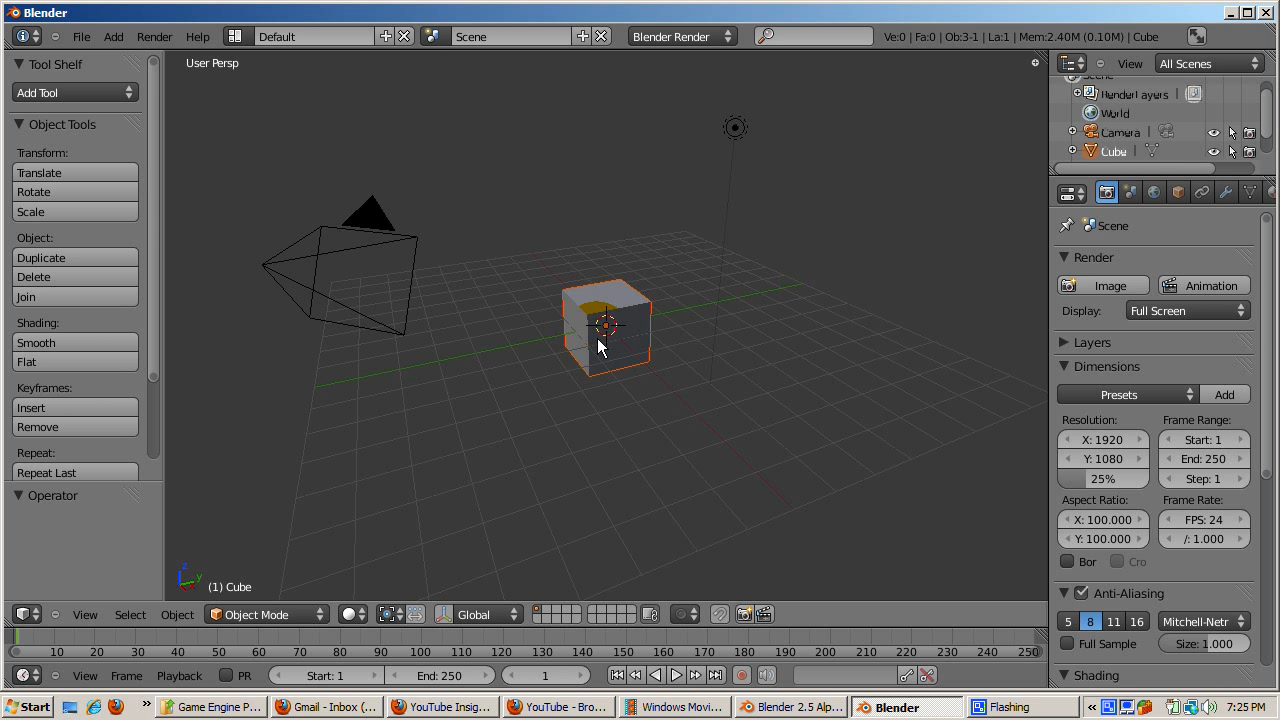 Blender
File Add Render Help Default Scene Blender Render Ve:0 | Fa:0 | Ob:3-1 | La:1 | Mem:2.40M (0.10M) | Cube
Tool Shelf
Add Tool
Object Tools
Transform:
Translate
Rotate
Scale
Object:
Duplicate
Delete
Join
Shading:
Smooth
Flat
Keyframes:
Insert
Remove
Repeat:
Repeat Last
Operator
User Persp
z
y
(1) Cube
View All Scenes
Scene
RenderLayers
World
Camera
Cube
Scene
Render
Image Animation
Display: Full Screen
Layers
Dimensions
Presets Add
Resolution: Frame Range:
X: 1920 Start: 1
Y: 1080 End: 250
25% Step: 1
Aspect Ratio: Frame Rate:
X: 100.000 FPS: 24
Y: 100.000 /: 1.000
Bor Cro
Anti-Aliasing
5 8 11 16 Mitchell-Netr
Full Sample Size: 1.000
Shading
View Select Object Object Mode Global
10 20 30 40 50 60 70 80 90 100 110 120 130 140 150 160 170 180 190 200 210 220 230 240 250
View Frame Playback PR Start: 1 End: 250 1
Start » Game Engine P... Gmail - Inbox (... YouTube Insig... YouTube - Bro... Windows Movi... Blender 2.5 Alp... Blender Flashing « 7:25 PM